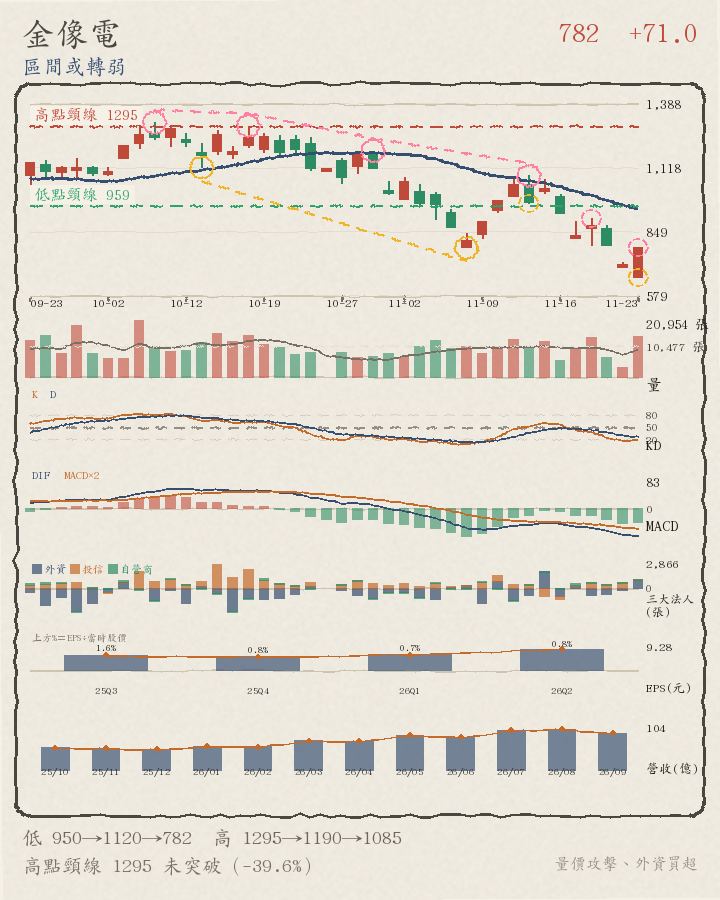 金像電
782 +71.0
區間或轉弱
高點頸線 1295
低點頸線 959
1,388
1,118
849
579
09-23 10-02 10-12 10-19 10-27 11-02 11-09 11-16 11-23
20,954 張
10,477 張
量
K D
80
50
20
KD
DIF MACD×2
83
0
MACD
外資 投信 自營商
2,866
0
三大法人
(張)
上方%=EPS÷當時股價
1.6% 0.8% 0.7% 0.8%
9.28
25Q3 25Q4 26Q1 26Q2
EPS(元)
104
25/10 25/11 25/12 26/01 26/02 26/03 26/04 26/05 26/06 26/07 26/08 26/09
營收(億)
低 950→1120→782 高 1295→1190→1085
高點頸線 1295 未突破 (-39.6%)
量價攻擊、外資買超